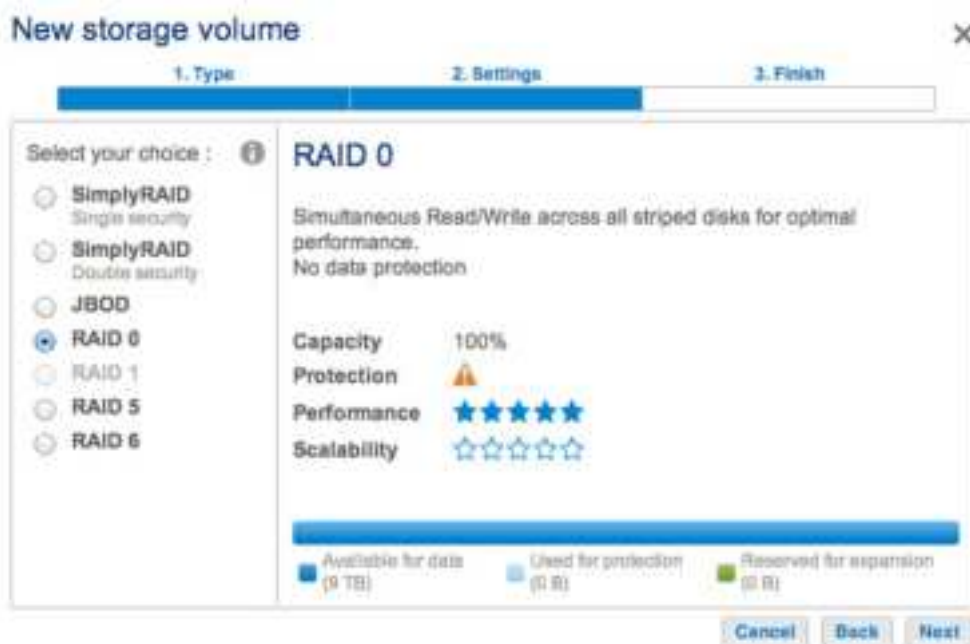 New storage volume
1. Type
2. Settings
3. Finish
Select your choice :
SimplyRAID
Single security
SimplyRAID
Double security
JBOD
RAID 0
RAID 1
RAID 5
RAID 6
RAID 0
Simultaneous Read/Write across all striped disks for optimal
performance.
No data protection
Capacity 100%
Protection
Performance
Scalability
Available for data
(9 TB)
Used for protection
(0 B)
Reserved for expansion
(0 B)
Cancel
Back
Next